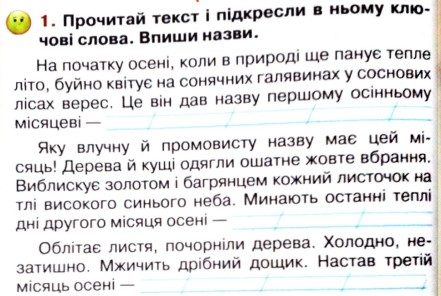 1. Прочитай текст і підкресли в ньому клю-
чові слова. Впиши назви.
На початку осені, коли в природі ще панує тепле
літо, буйно квітує на сонячних галявинах у соснових
лісах верес. Це він дав назву першому осінньому
місяцеві —
Яку влучну й промовисту назву має цей мі-
сяць! Дерева й кущі одягли ошатне жовте вбрання.
Виблискує золотом і багрянцем кожний листочок на
тлі високого синього неба. Минають останні теплі
дні другого місяця осені —
Облітає листя, почорніли дерева. Холодно, не-
затишно. Мжичить дрібний дощик. Настав третій
місяць осені —